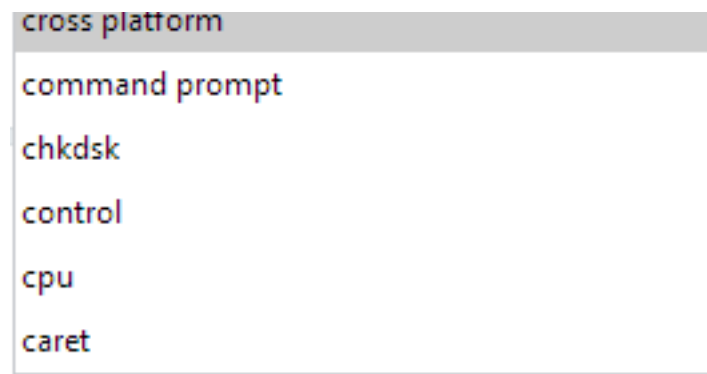 cross platform
command prompt
chkdsk
control
cpu
caret